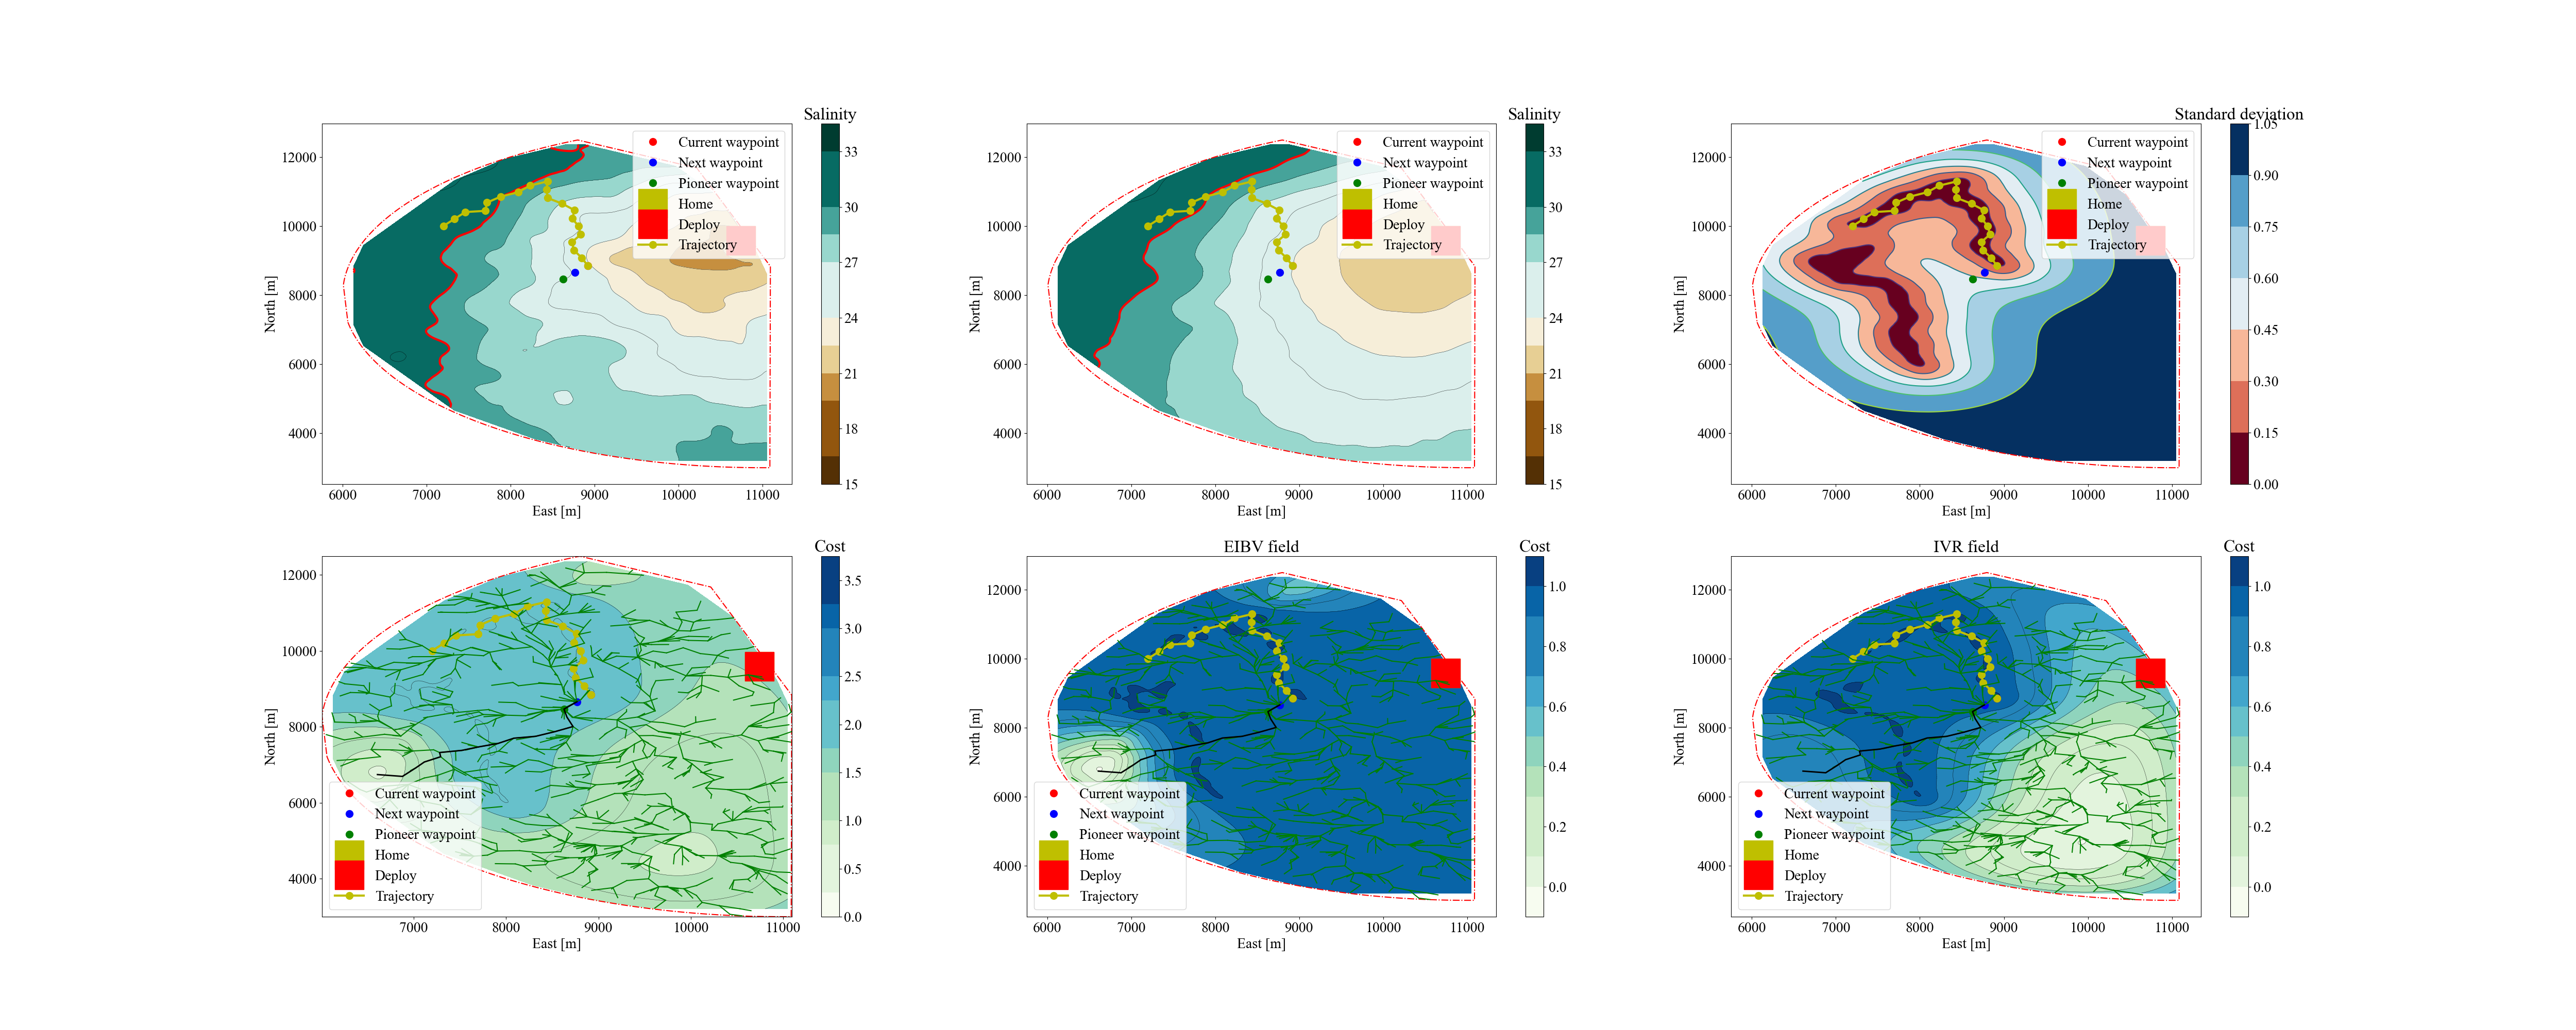 Salinity
Current waypoint
Next waypoint
Pioneer waypoint
Home
Deploy
Trajectory
12000
10000
8000
6000
4000
North [m]
6000 7000 8000 9000 10000 11000
East [m]
33
30
27
24
21
18
15
Salinity
Current waypoint
Next waypoint
Pioneer waypoint
Home
Deploy
Trajectory
12000
10000
8000
6000
4000
North [m]
6000 7000 8000 9000 10000 11000
East [m]
33
30
27
24
21
18
15
Standard deviation
Current waypoint
Next waypoint
Pioneer waypoint
Home
Deploy
Trajectory
12000
10000
8000
6000
4000
North [m]
6000 7000 8000 9000 10000 11000
East [m]
1.05
0.90
0.75
0.60
0.45
0.30
0.15
0.00
Cost
12000
10000
8000
6000
4000
North [m]
Current waypoint
Next waypoint
Pioneer waypoint
Home
Deploy
Trajectory
7000 8000 9000 10000 11000
East [m]
3.5
3.0
2.5
2.0
1.5
1.0
0.5
0.0
EIBV field
Cost
12000
10000
8000
6000
4000
North [m]
Current waypoint
Next waypoint
Pioneer waypoint
Home
Deploy
Trajectory
6000 7000 8000 9000 10000 11000
East [m]
1.0
0.8
0.6
0.4
0.2
0.0
IVR field
Cost
12000
10000
8000
6000
4000
North [m]
Current waypoint
Next waypoint
Pioneer waypoint
Home
Deploy
Trajectory
6000 7000 8000 9000 10000 11000
East [m]
1.0
0.8
0.6
0.4
0.2
0.0